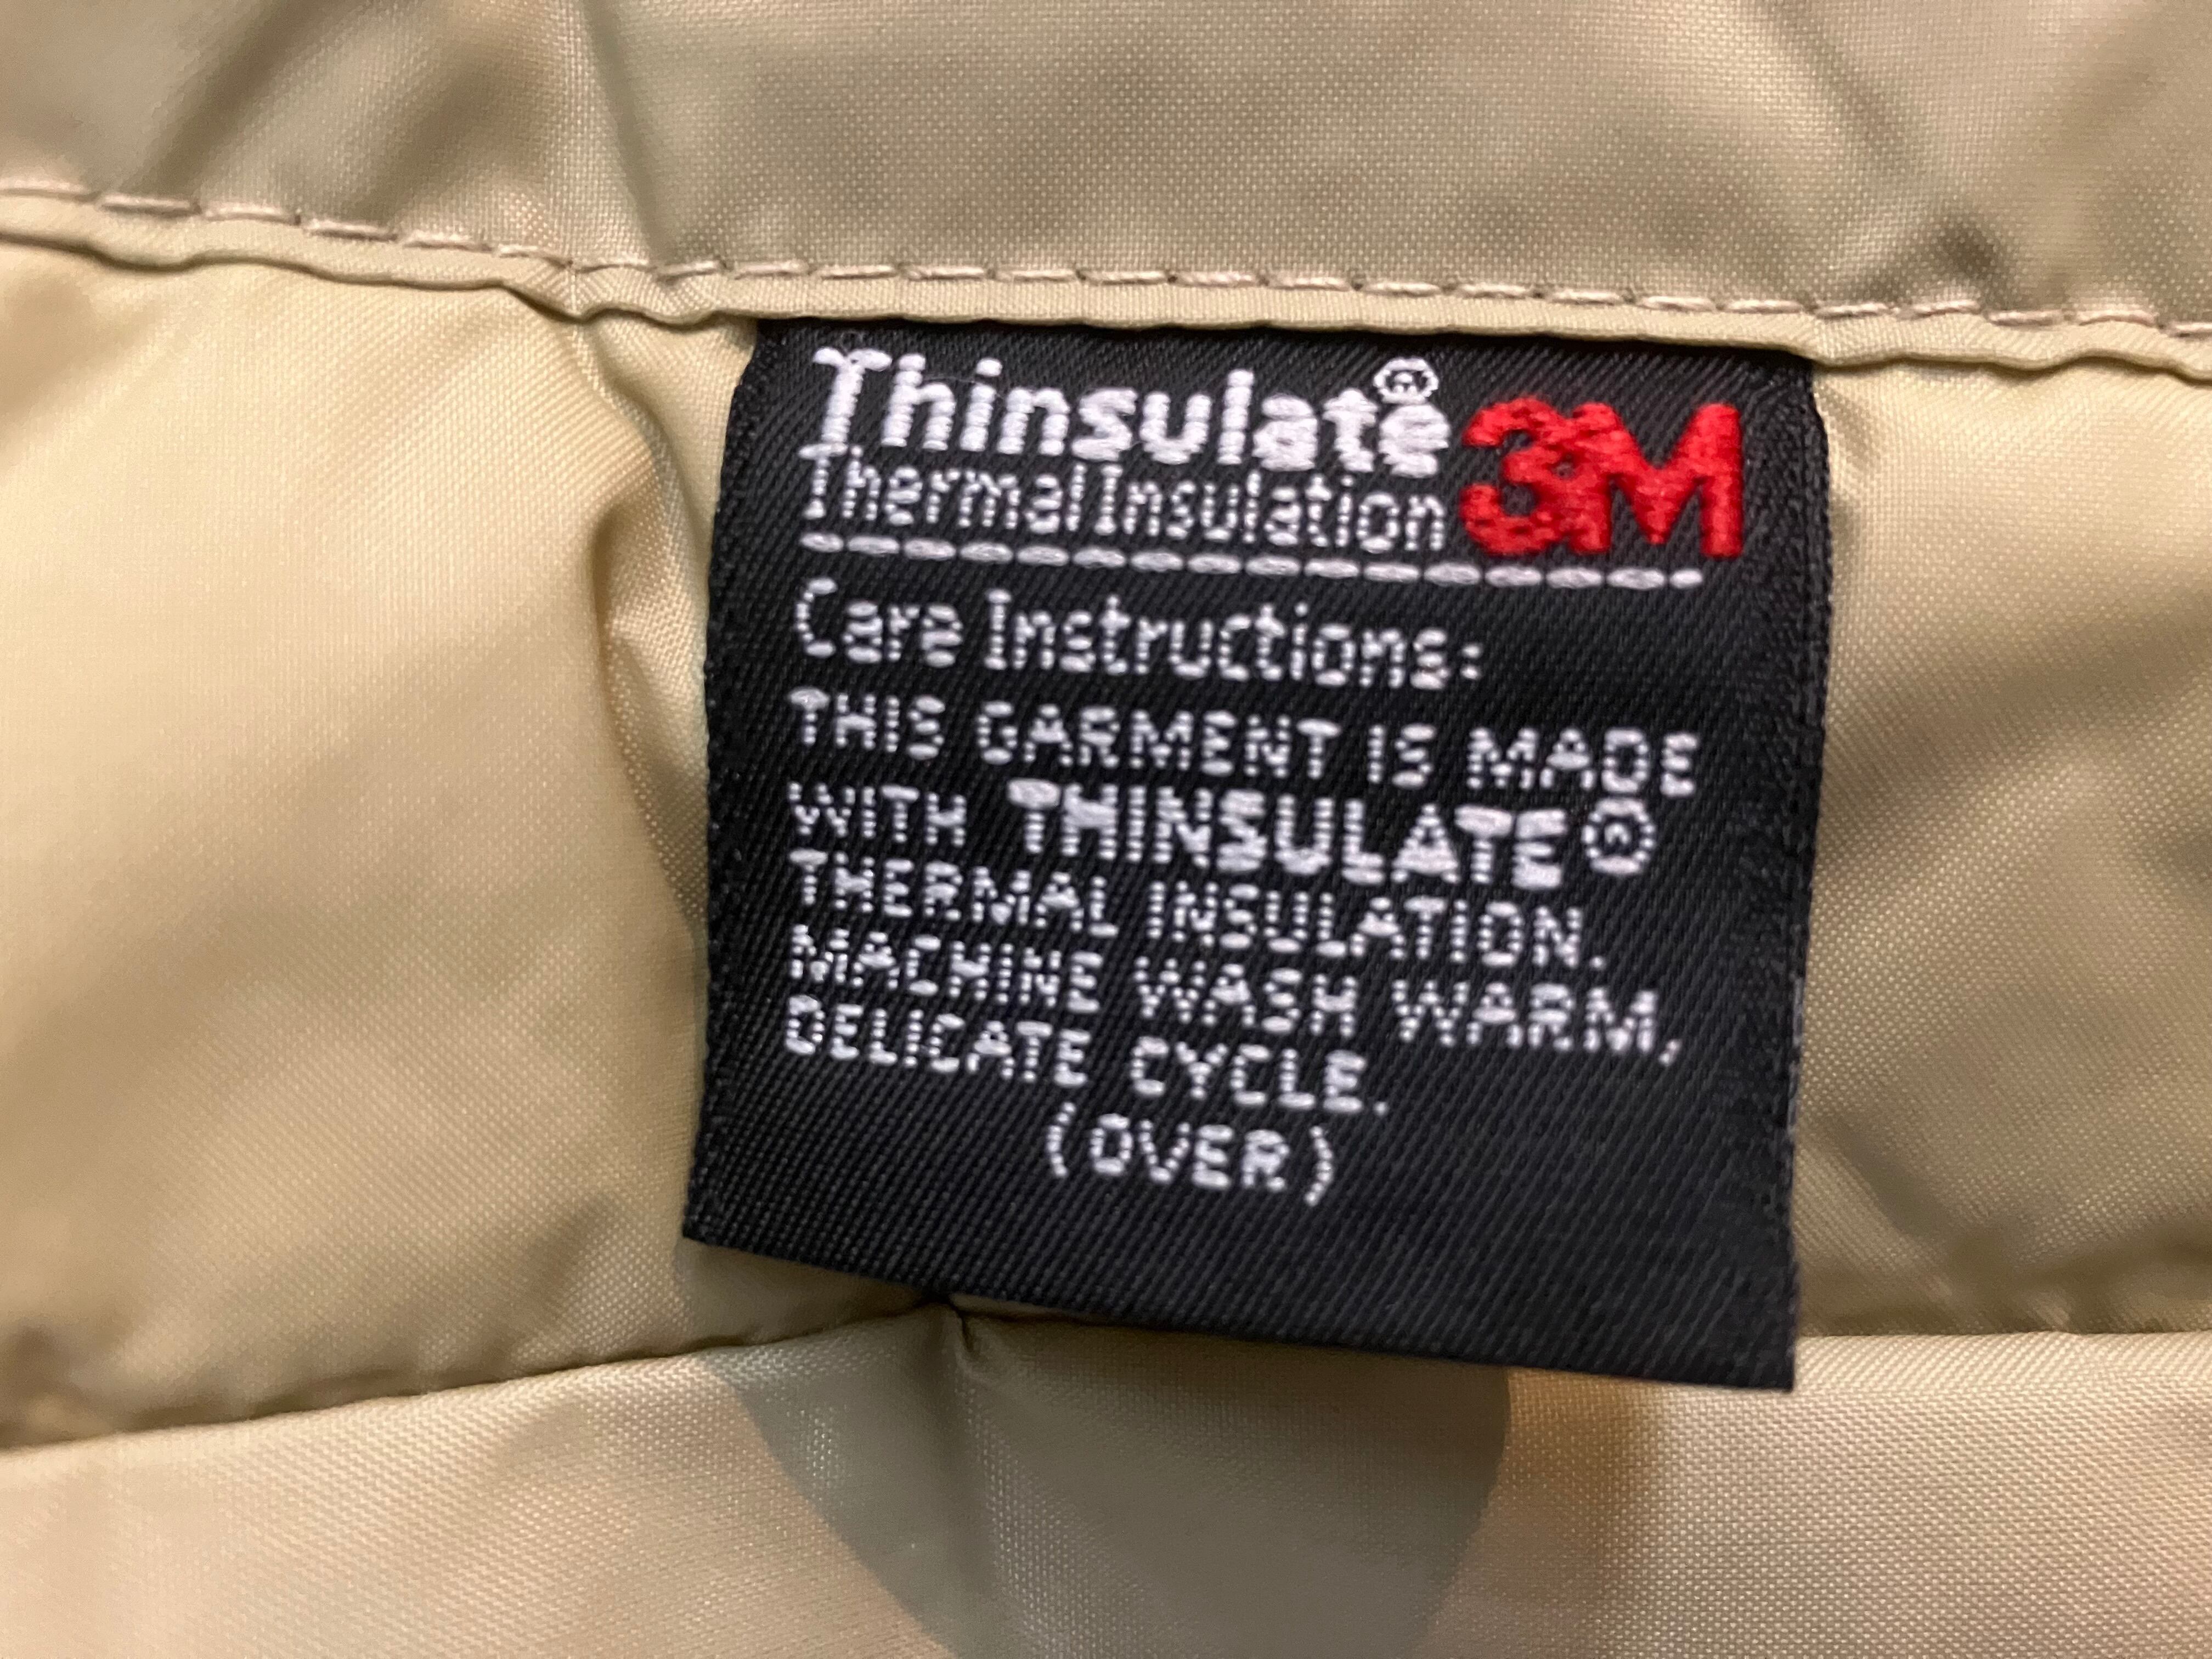 Thinsulate® 3M
Thermal Insulation
Care Instructions:
THIS GARMENT IS MADE
WITH THINSULATE®
THERMAL INSULATION.
MACHINE WASH WARM,
DELICATE CYCLE.
(OVER)